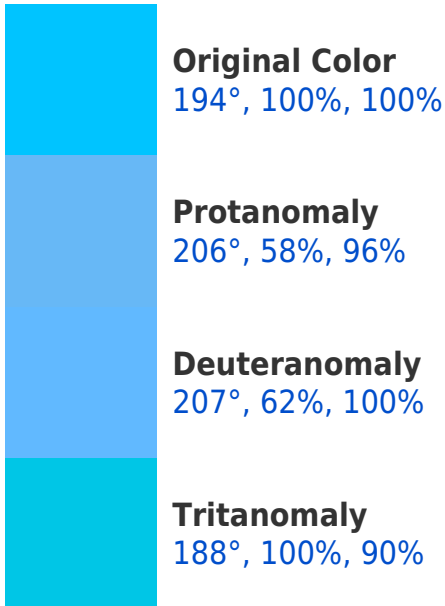 Original Color
194°, 100%, 100%
Protanomaly
206°, 58%, 96%
Deuteranomaly
207°, 62%, 100%
Tritanomaly
188°, 100%, 90%